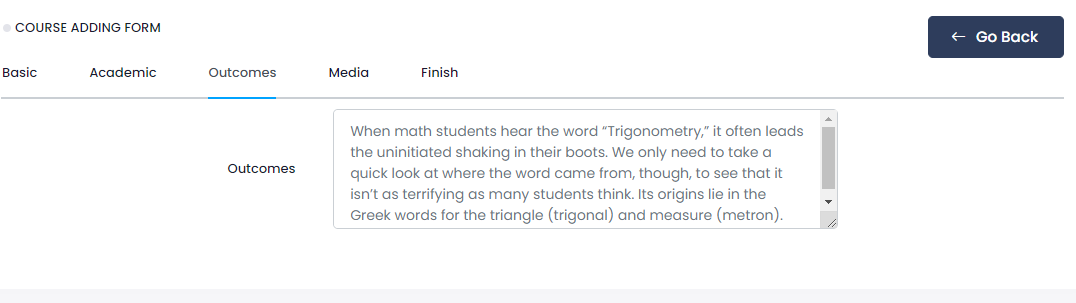 COURSE ADDING FORM
Go Back
Basic
Academic
Outcomes
Media
Finish
Outcomes
When math students hear the word “Trigonometry,” it often leads
the uninitiated shaking in their boots. We only need to take a
quick look at where the word came from, though, to see that it
isn’t as terrifying as many students think. Its origins lie in the
Greek words for the triangle (trigonal) and measure (metron).